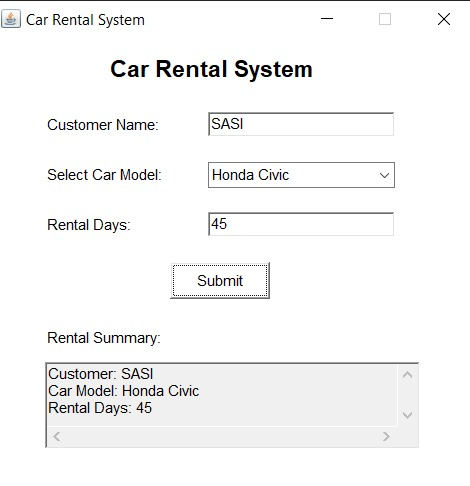 Car Rental System
Car Rental System
Customer Name: SASI
Select Car Model: Honda Civic
Rental Days: 45
Submit
Rental Summary:
Customer: SASI
Car Model: Honda Civic
Rental Days: 45